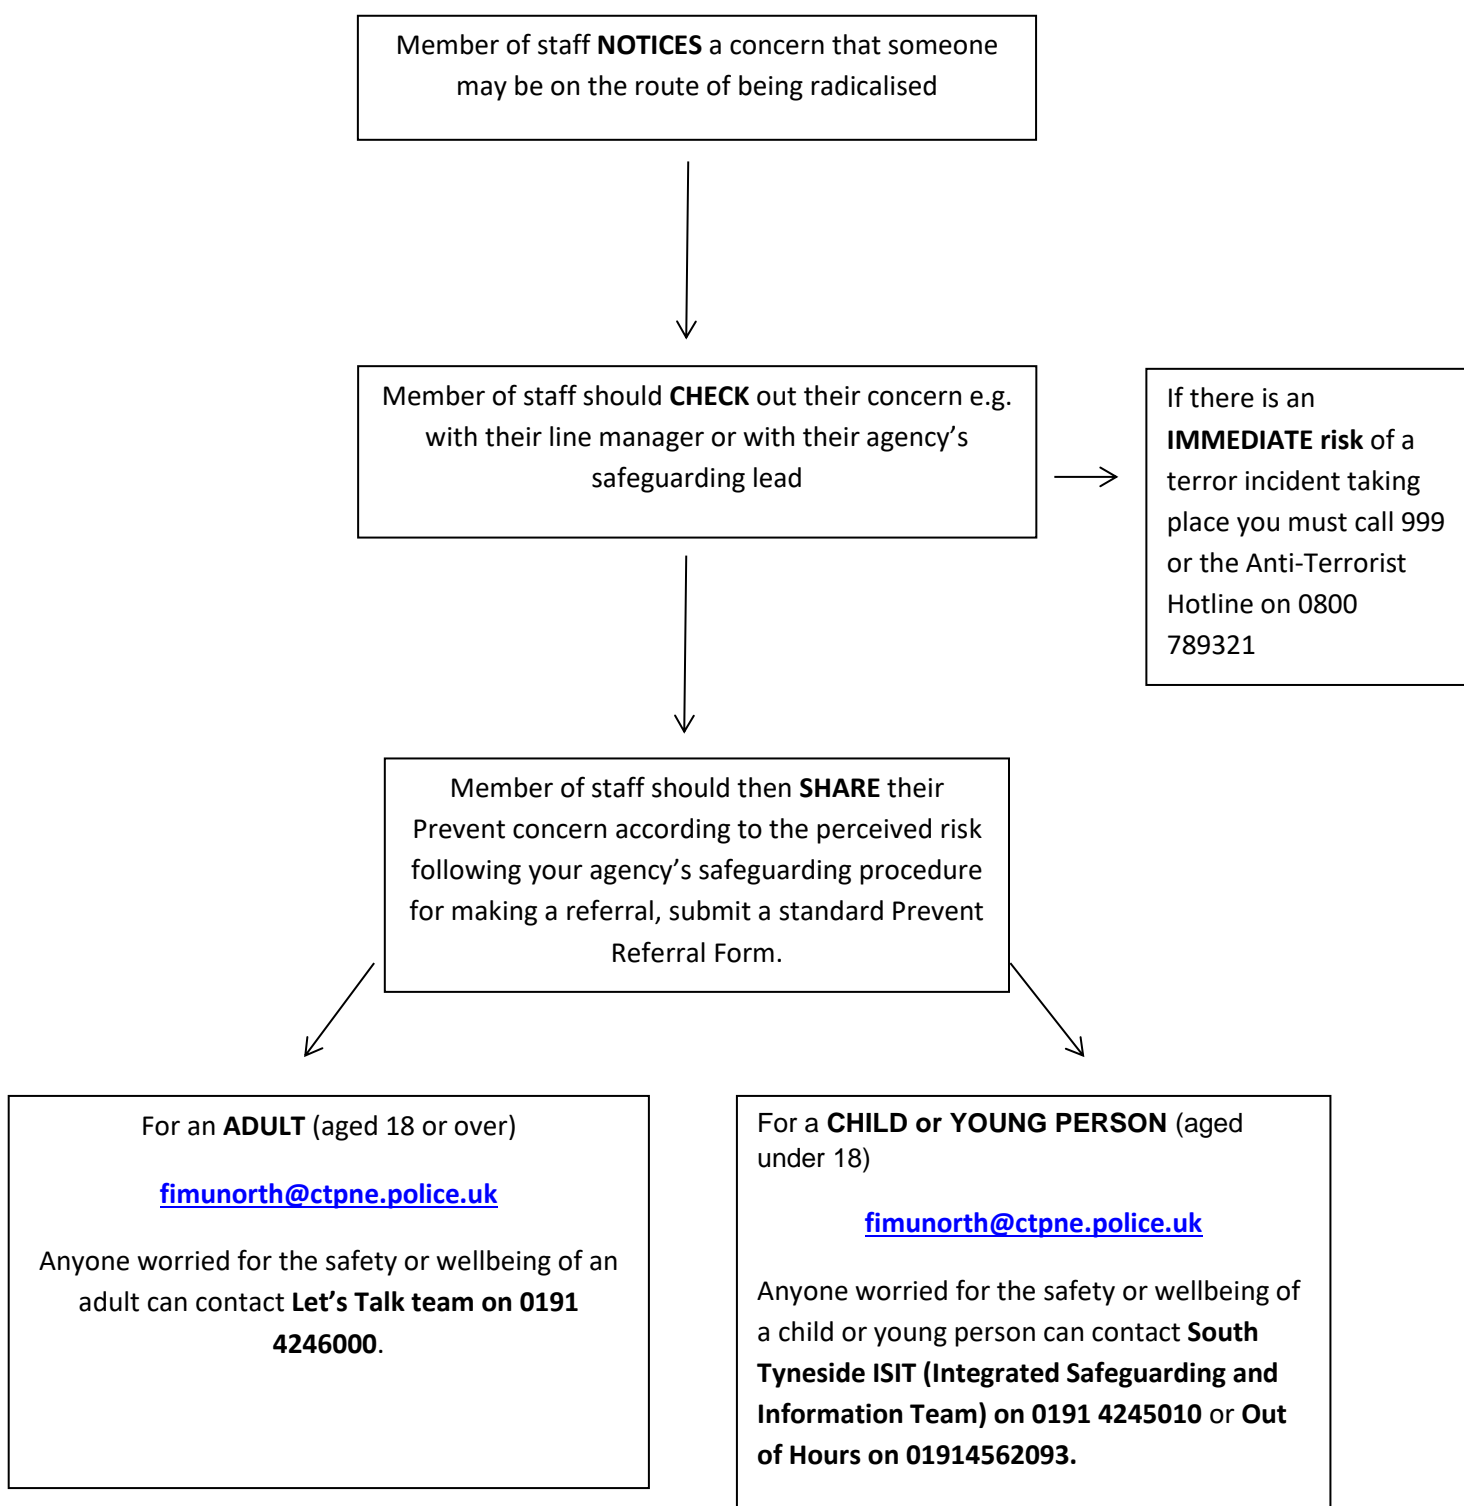 Member of staff NOTICES a concern that someone
may be on the route of being radicalised
Member of staff should CHECK out their concern e.g.
with their line manager or with their agency’s
safeguarding lead
If there is an
IMMEDIATE risk of a
terror incident taking
place you must call 999
or the Anti-Terrorist
Hotline on 0800
789321
Member of staff should then SHARE their
Prevent concern according to the perceived risk
following your agency’s safeguarding procedure
for making a referral, submit a standard Prevent
Referral Form.
For an ADULT (aged 18 or over)
fimunorth@ctpne.police.uk
Anyone worried for the safety or wellbeing of an
adult can contact Let’s Talk team on 0191
4246000.
For a CHILD or YOUNG PERSON (aged
under 18)
fimunorth@ctpne.police.uk
Anyone worried for the safety or wellbeing of
a child or young person can contact South
Tyneside ISIT (Integrated Safeguarding and
Information Team) on 0191 4245010 or Out
of Hours on 01914562093.